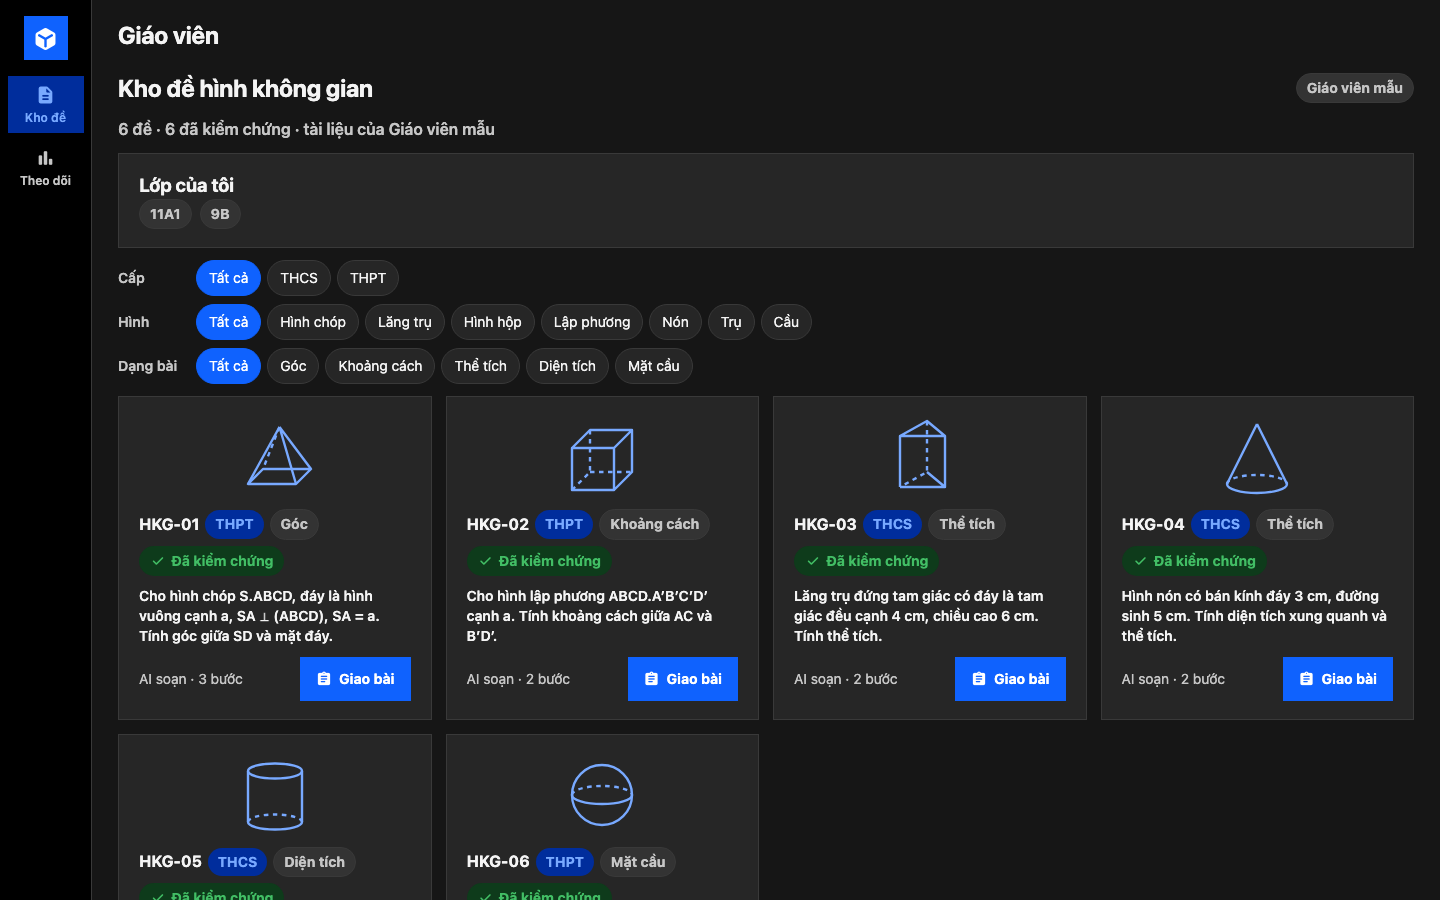 Giáo viên
Kho đề
Theo dõi
Kho đề hình không gian
Giáo viên mẫu
6 đề · 6 đã kiểm chứng · tài liệu của Giáo viên mẫu
Lớp của tôi
11A1 9B
Cấp Tất cả THCS THPT
Hình Tất cả Hình chóp Lăng trụ Hình hộp Lập phương Nón Trụ Cầu
Dạng bài Tất cả Góc Khoảng cách Thể tích Diện tích Mặt cầu
HKG-01 THPT Góc
Đã kiểm chứng
Cho hình chóp S.ABCD, đáy là hình
vuông cạnh a, SA ⊥ (ABCD), SA = a.
Tính góc giữa SD và mặt đáy.
AI soạn · 3 bước
Giao bài
HKG-02 THPT Khoảng cách
Đã kiểm chứng
Cho hình lập phương ABCD.A’B’C’D’
cạnh a. Tính khoảng cách giữa AC và
B’D’.
AI soạn · 2 bước
Giao bài
HKG-03 THCS Thể tích
Đã kiểm chứng
Lăng trụ đứng tam giác có đáy là tam
giác đều cạnh 4 cm, chiều cao 6 cm.
Tính thể tích.
AI soạn · 2 bước
Giao bài
HKG-04 THCS Thể tích
Đã kiểm chứng
Hình nón có bán kính đáy 3 cm, đường
sinh 5 cm. Tính diện tích xung quanh và
thể tích.
AI soạn · 2 bước
Giao bài
HKG-05 THCS Diện tích
Đã kiểm chứng
HKG-06 THPT Mặt cầu
Đã kiểm chứng